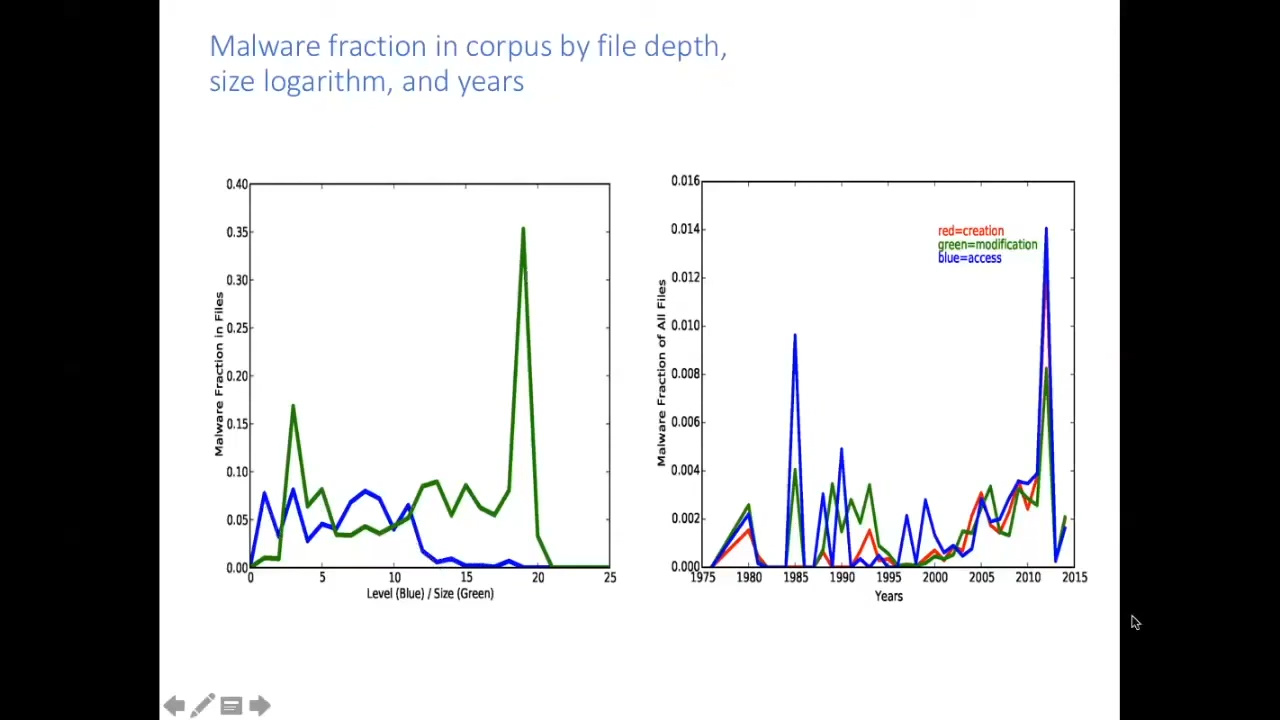 Malware fraction in corpus by file depth,
size logarithm, and years
0.40
0.35
0.30
0.25
0.20
0.15
0.10
0.05
0.00
Malware Fraction in Files
0 5 10 15 20 25
Level (Blue) / Size (Green)
0.016
0.014
0.012
0.010
0.008
0.006
0.004
0.002
0.000
Malware Fraction of All Files
red=creation
green=modification
blue=access
1975 1980 1985 1990 1995 2000 2005 2010 2015
Years